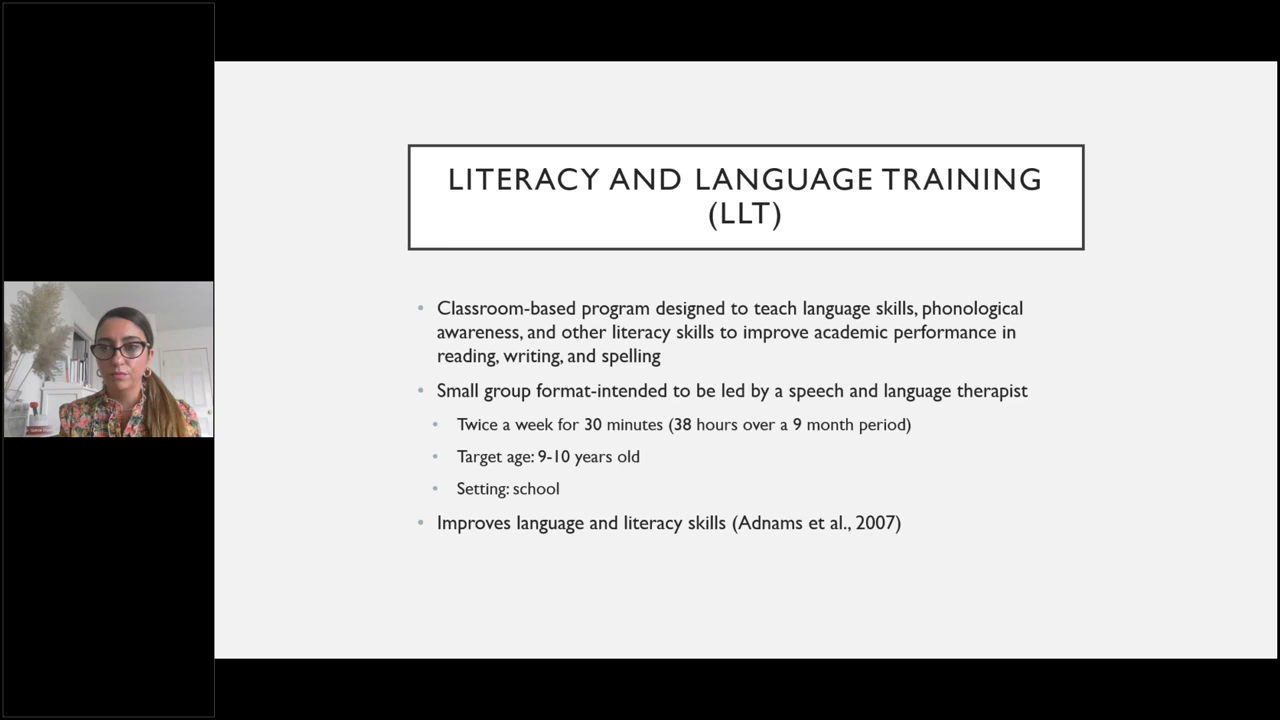 LITERACY AND LANGUAGE TRAINING
(LLT)
• Classroom-based program designed to teach language skills, phonological
awareness, and other literacy skills to improve academic performance in
reading, writing, and spelling
• Small group format-intended to be led by a speech and language therapist
• Twice a week for 30 minutes (38 hours over a 9 month period)
• Target age: 9-10 years old
• Setting: school
• Improves language and literacy skills (Adnams et al., 2007)